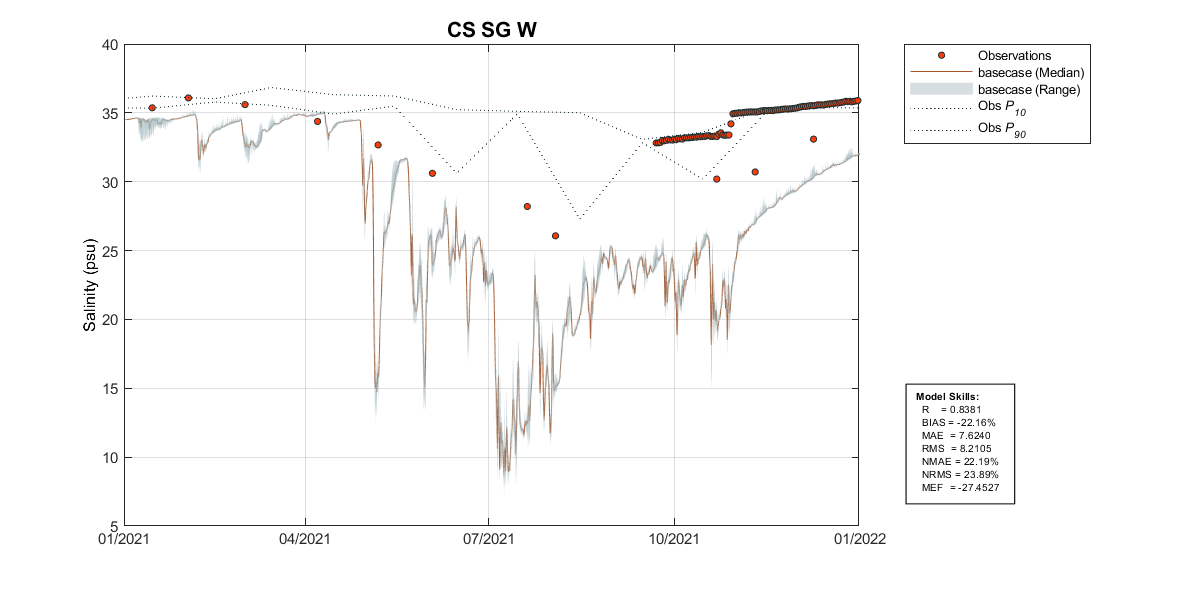 CS SG W
Salinity (psu)
40
35
30
25
20
15
10
5
01/2021
04/2021
07/2021
10/2021
01/2022
Observations
basecase (Median)
basecase (Range)
Obs P10
Obs P90
Model Skills:
R = 0.8381
BIAS = -22.16%
MAE = 7.6240
RMS = 8.2105
NMAE = 22.19%
NRMS = 23.89%
MEF = -27.4527